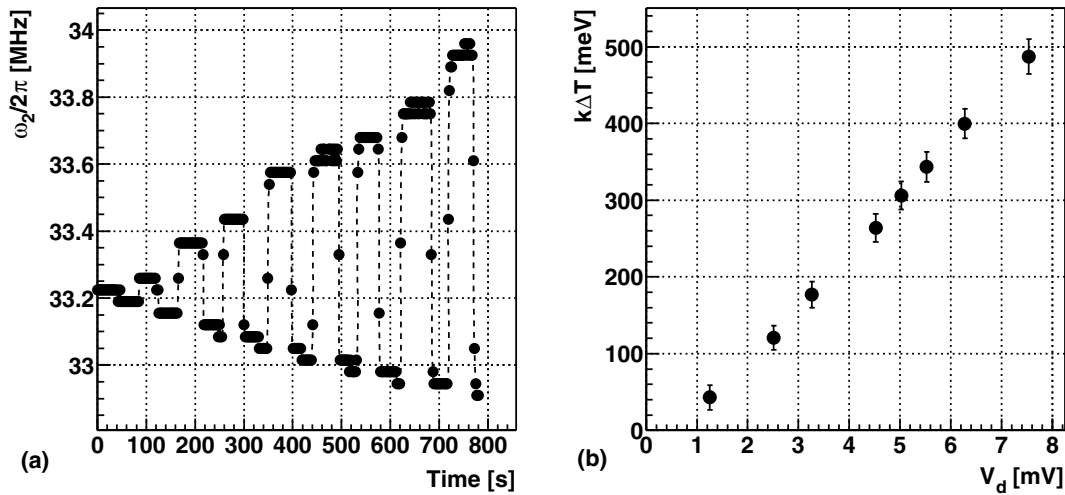 ω₂/2π [MHz]
34
33.8
33.6
33.4
33.2
33
0 100 200 300 400 500 600 700 800
Time [s]
(a)
kΔT [meV]
500
400
300
200
100
0
0 1 2 3 4 5 6 7 8
V_d [mV]
(b)